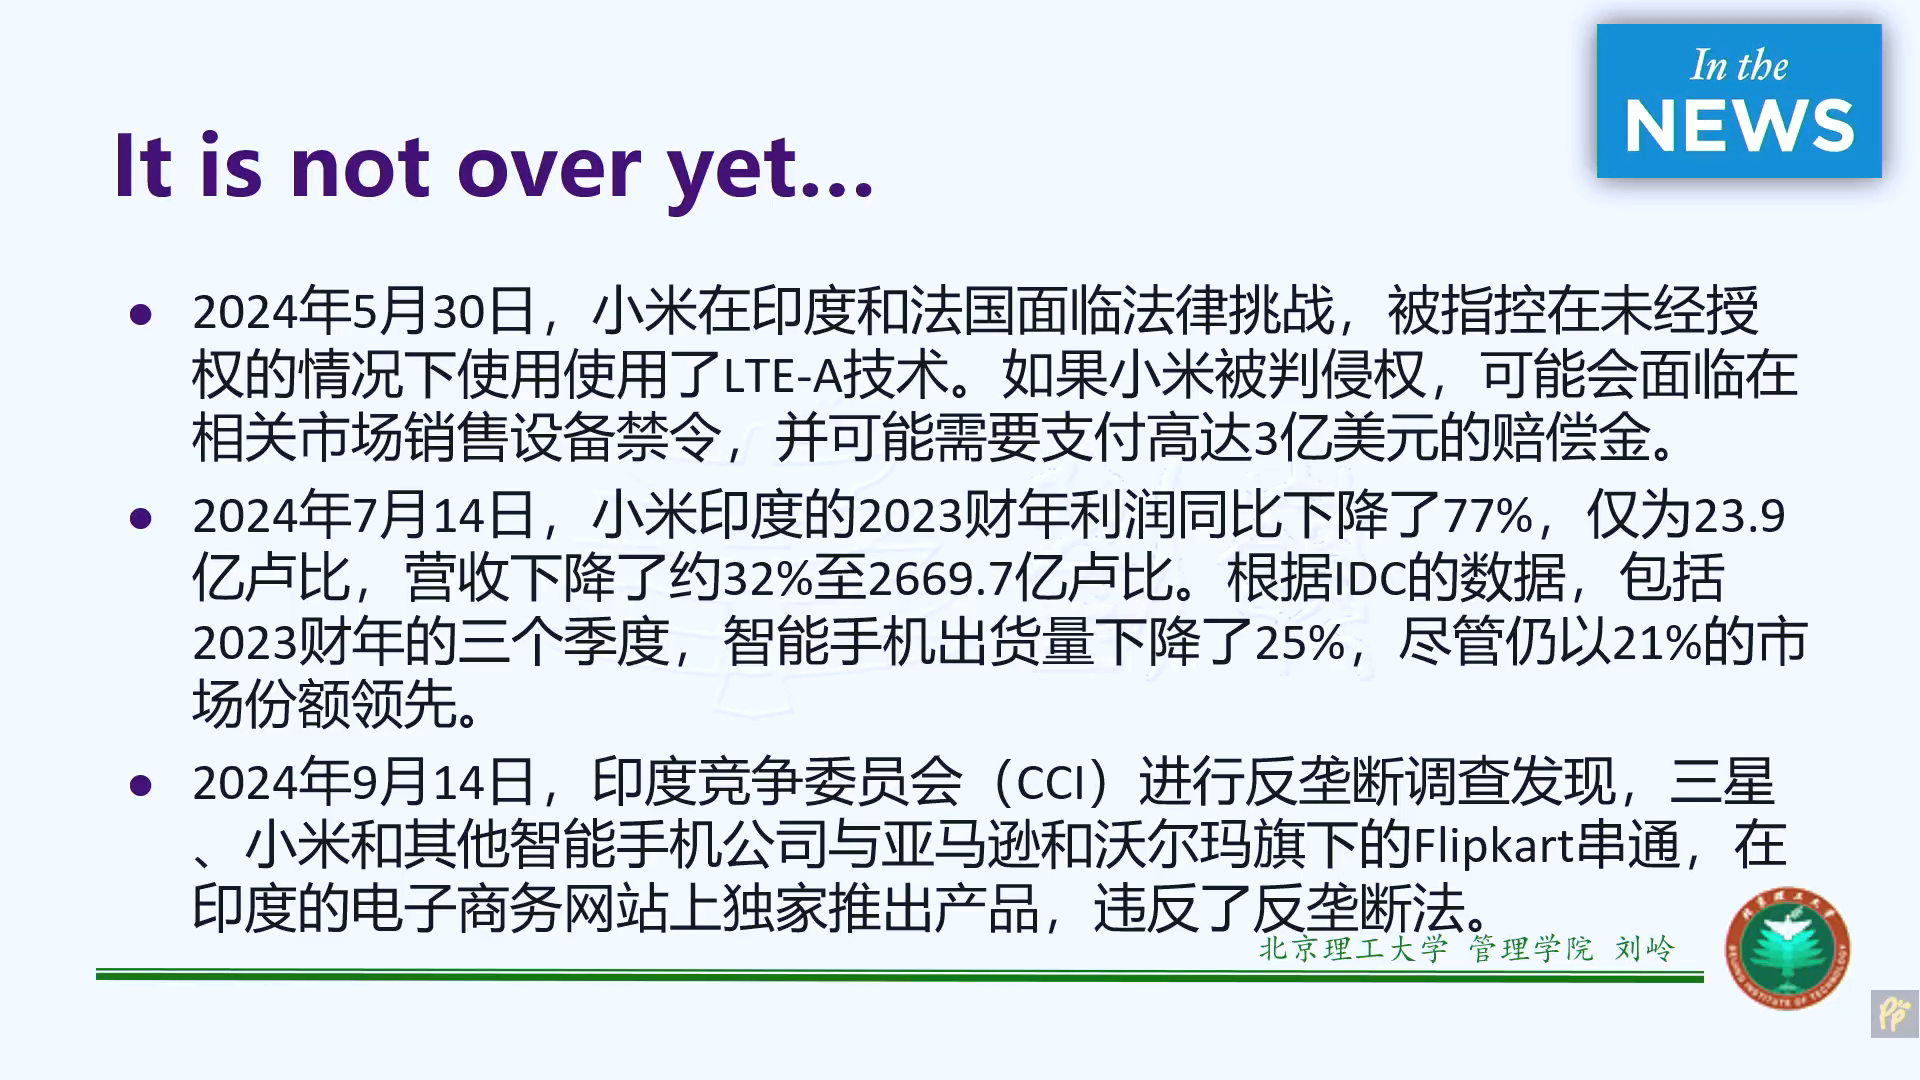 In the
NEWS
It is not over yet...
● 2024年5月30日，小米在印度和法国面临法律挑战，被指控在未经授
权的情况下使用使用了LTE-A技术。如果小米被判侵权，可能会面临在
相关市场销售设备禁令，并可能需要支付高达3亿美元的赔偿金。
● 2024年7月14日，小米印度的2023财年利润同比下降了77%，仅为23.9
亿卢比，营收下降了约32%至2669.7亿卢比。根据IDC的数据，包括
2023财年的三个季度，智能手机出货量下降了25%，尽管仍以21%的市
场份额领先。
● 2024年9月14日，印度竞争委员会（CCI）进行反垄断调查发现，三星
、小米和其他智能手机公司与亚马逊和沃尔玛旗下的Flipkart串通，在
印度的电子商务网站上独家推出产品，违反了反垄断法。
北京理工大学 管理学院 刘岭
北京理工大学
BEIJING INSTITUTE OF TECHNOLOGY